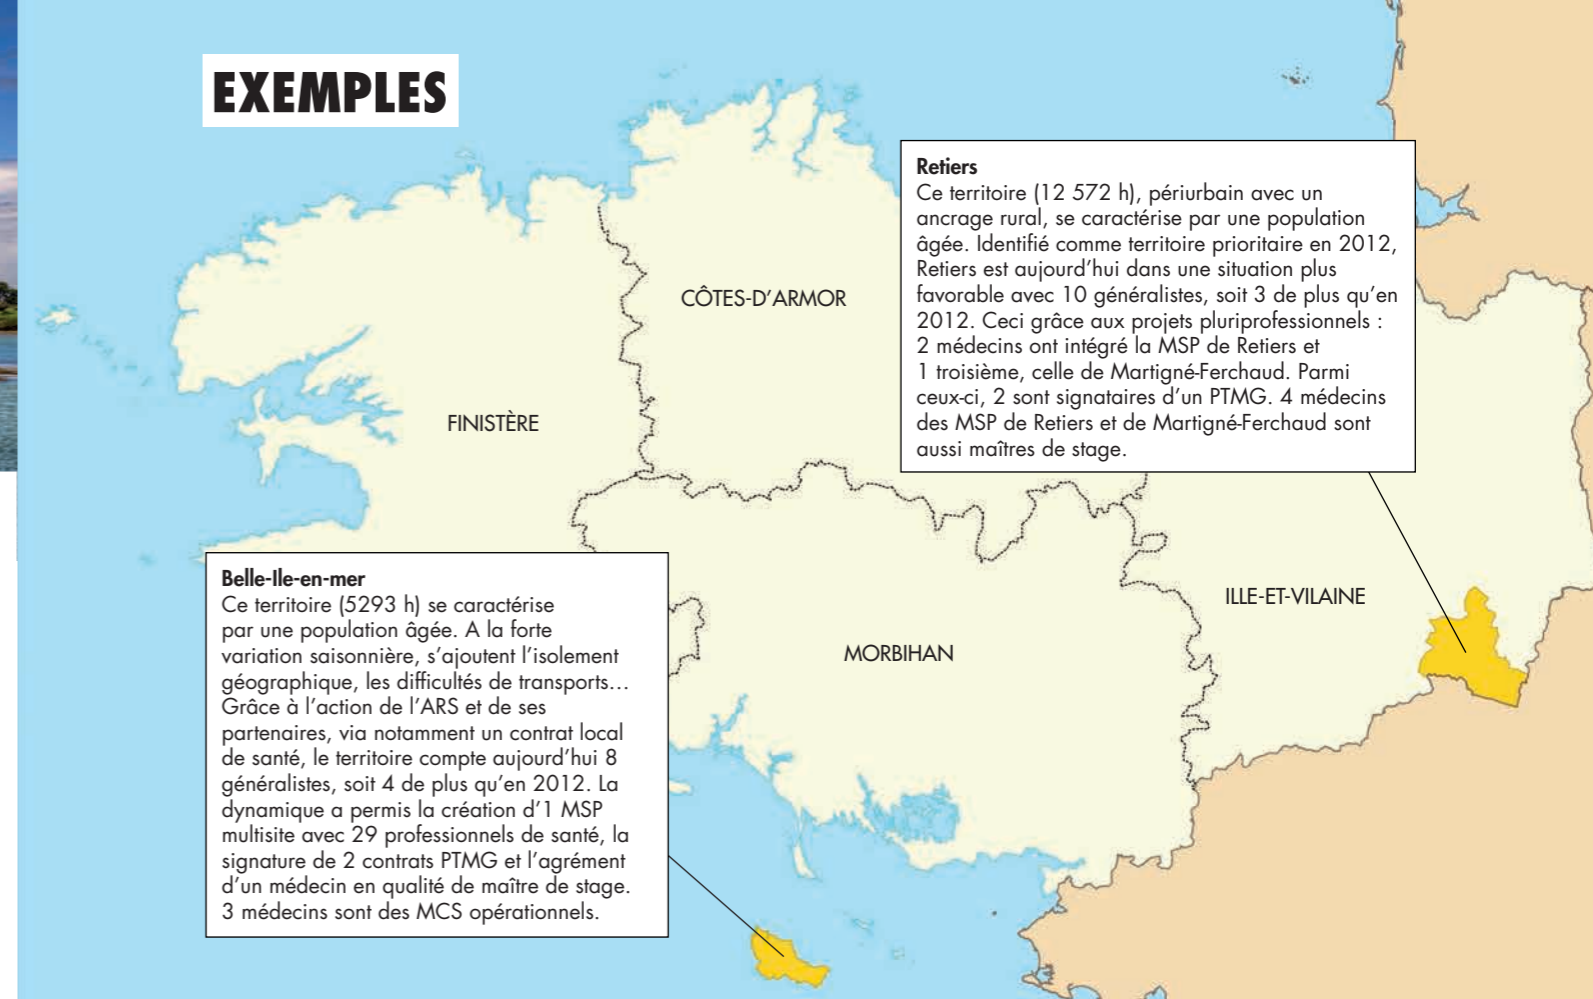 EXEMPLES
Retiers
Ce territoire (12 572 h), périurbain avec un
ancrage rural, se caractérise par une population
âgée. Identifié comme territoire prioritaire en 2012,
Retiers est aujourd’hui dans une situation plus
favorable avec 10 généralistes, soit 3 de plus qu’en
2012. Ceci grâce aux projets pluriprofessionnels :
2 médecins ont intégré la MSP de Retiers et
1 troisième, celle de Martigné-Ferchaud. Parmi
ceux-ci, 2 sont signataires d’un PTMG. 4 médecins
des MSP de Retiers et de Martigné-Ferchaud sont
aussi maîtres de stage.
CÔTES-D’ARMOR
FINISTÈRE
ILLE-ET-VILAINE
MORBIHAN
Belle-Ile-en-mer
Ce territoire (5293 h) se caractérise
par une population âgée. A la forte
variation saisonnière, s’ajoutent l’isolement
géographique, les difficultés de transports…
Grâce à l’action de l’ARS et de ses
partenaires, via notamment un contrat local
de santé, le territoire compte aujourd’hui 8
généralistes, soit 4 de plus qu’en 2012. La
dynamique a permis la création d’1 MSP
multisite avec 29 professionnels de santé, la
signature de 2 contrats PTMG et l’agrément
d’un médecin en qualité de maître de stage.
3 médecins sont des MCS opérationnels.